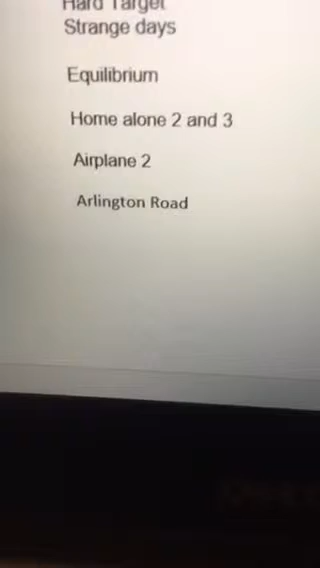 Hard Target
Strange days
Equilibrium
Home alone 2 and 3
Airplane 2
Arlington Road